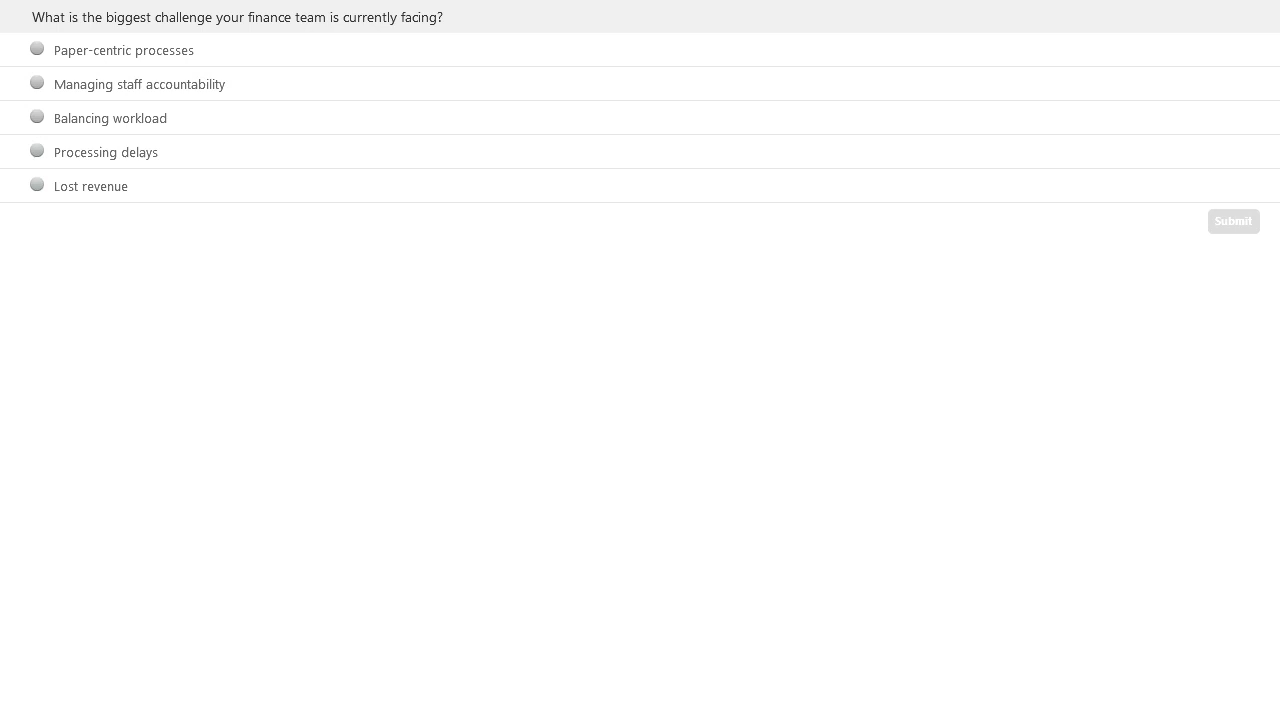 What is the biggest challenge your finance team is currently facing?
Paper-centric processes
Managing staff accountability
Balancing workload
Processing delays
Lost revenue
Submit